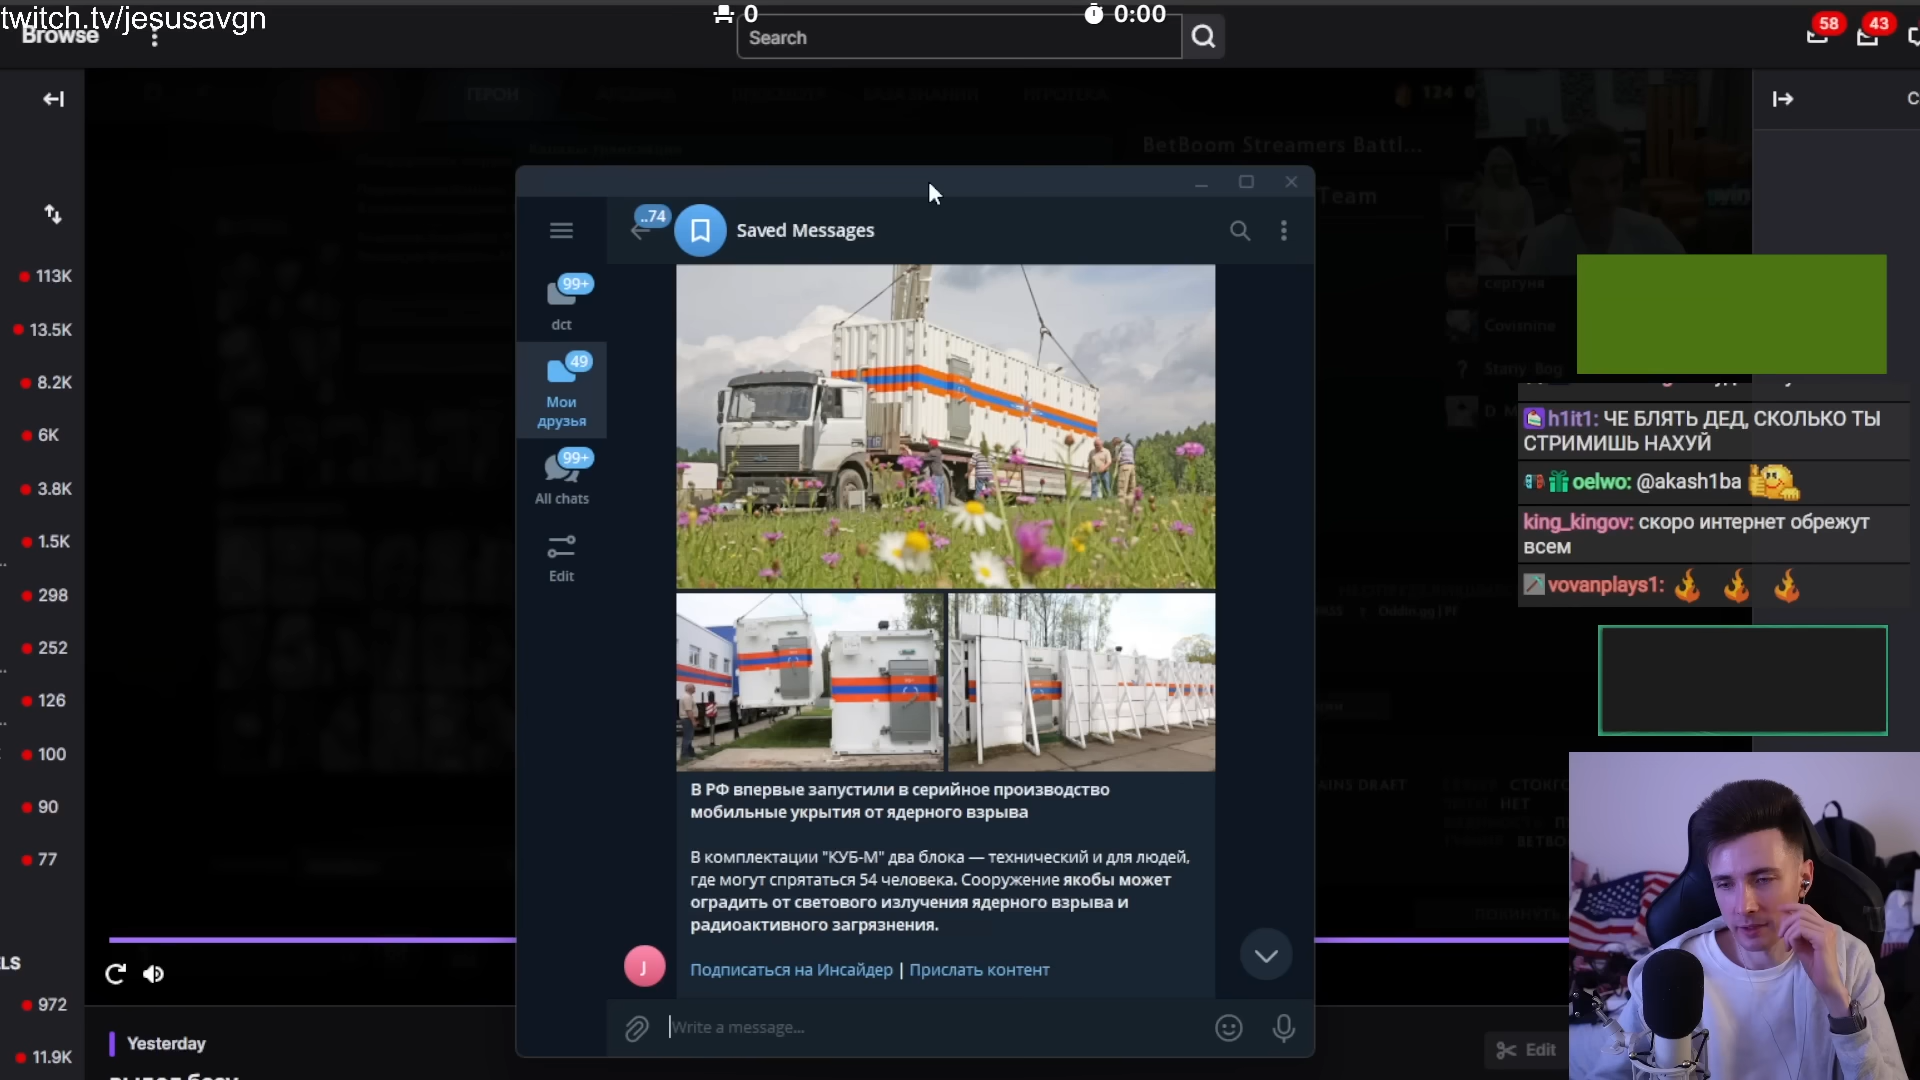 twitch.tv/jesusavgn
0
0:00
Browse
Search
58
43
ГЕРОИ
124
BetBoom Streamers Battl...
Team
113K
13.5K
8.2K
6K
3.8K
1.5K
298
252
126
100
90
77
972
11.9K
..74
Saved Messages
99+
dct
49
Мои
друзья
99+
All chats
Edit
сергуня
Covisnine
h1it1: ЧЕ БЛЯТЬ ДЕД, СКОЛЬКО ТЫ
СТРИМИШЬ НАХУЙ
oelwo: @akash1ba
king_kingov: скоро интернет обрежут
всем
vovanplays1:
В РФ впервые запустили в серийное производство
мобильные укрытия от ядерного взрыва
В комплектации "КУБ-М" два блока — технический и для людей,
где могут спрятаться 54 человека. Сооружение якобы может
оградить от светового излучения ядерного взрыва и
радиоактивного загрязнения.
J
Подписаться на Инсайдер | Прислать контент
Write a message...
Yesterday
Edit